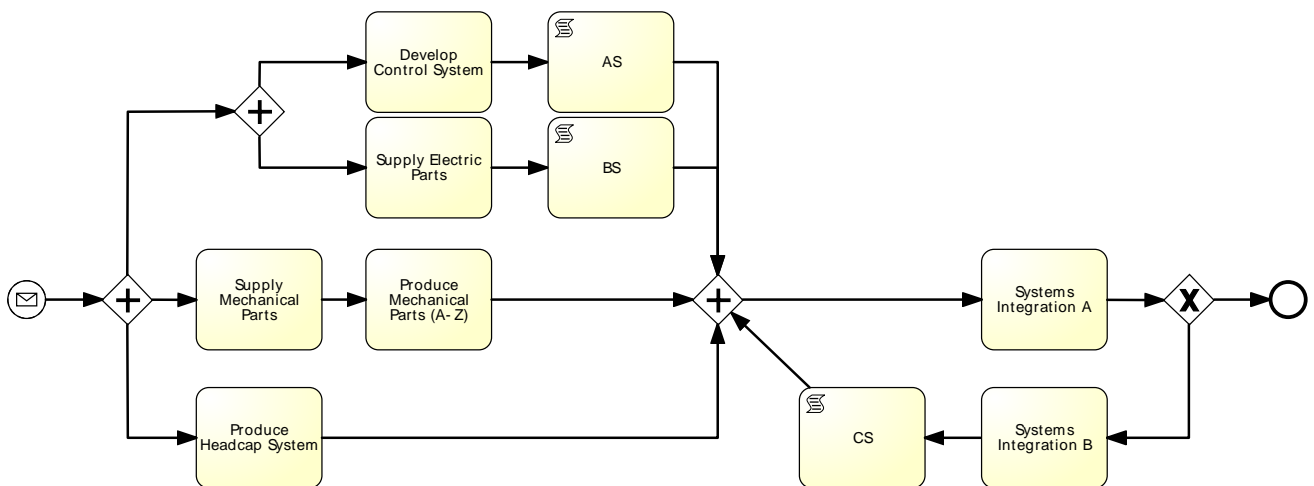 Develop
Control System
AS
Supply Electric
Parts
BS
Supply
Mechanical
Parts
Produce
Mechanical
Parts (A- Z)
Systems
Integration A
Produce
Headcap System
CS
Systems
Integration B